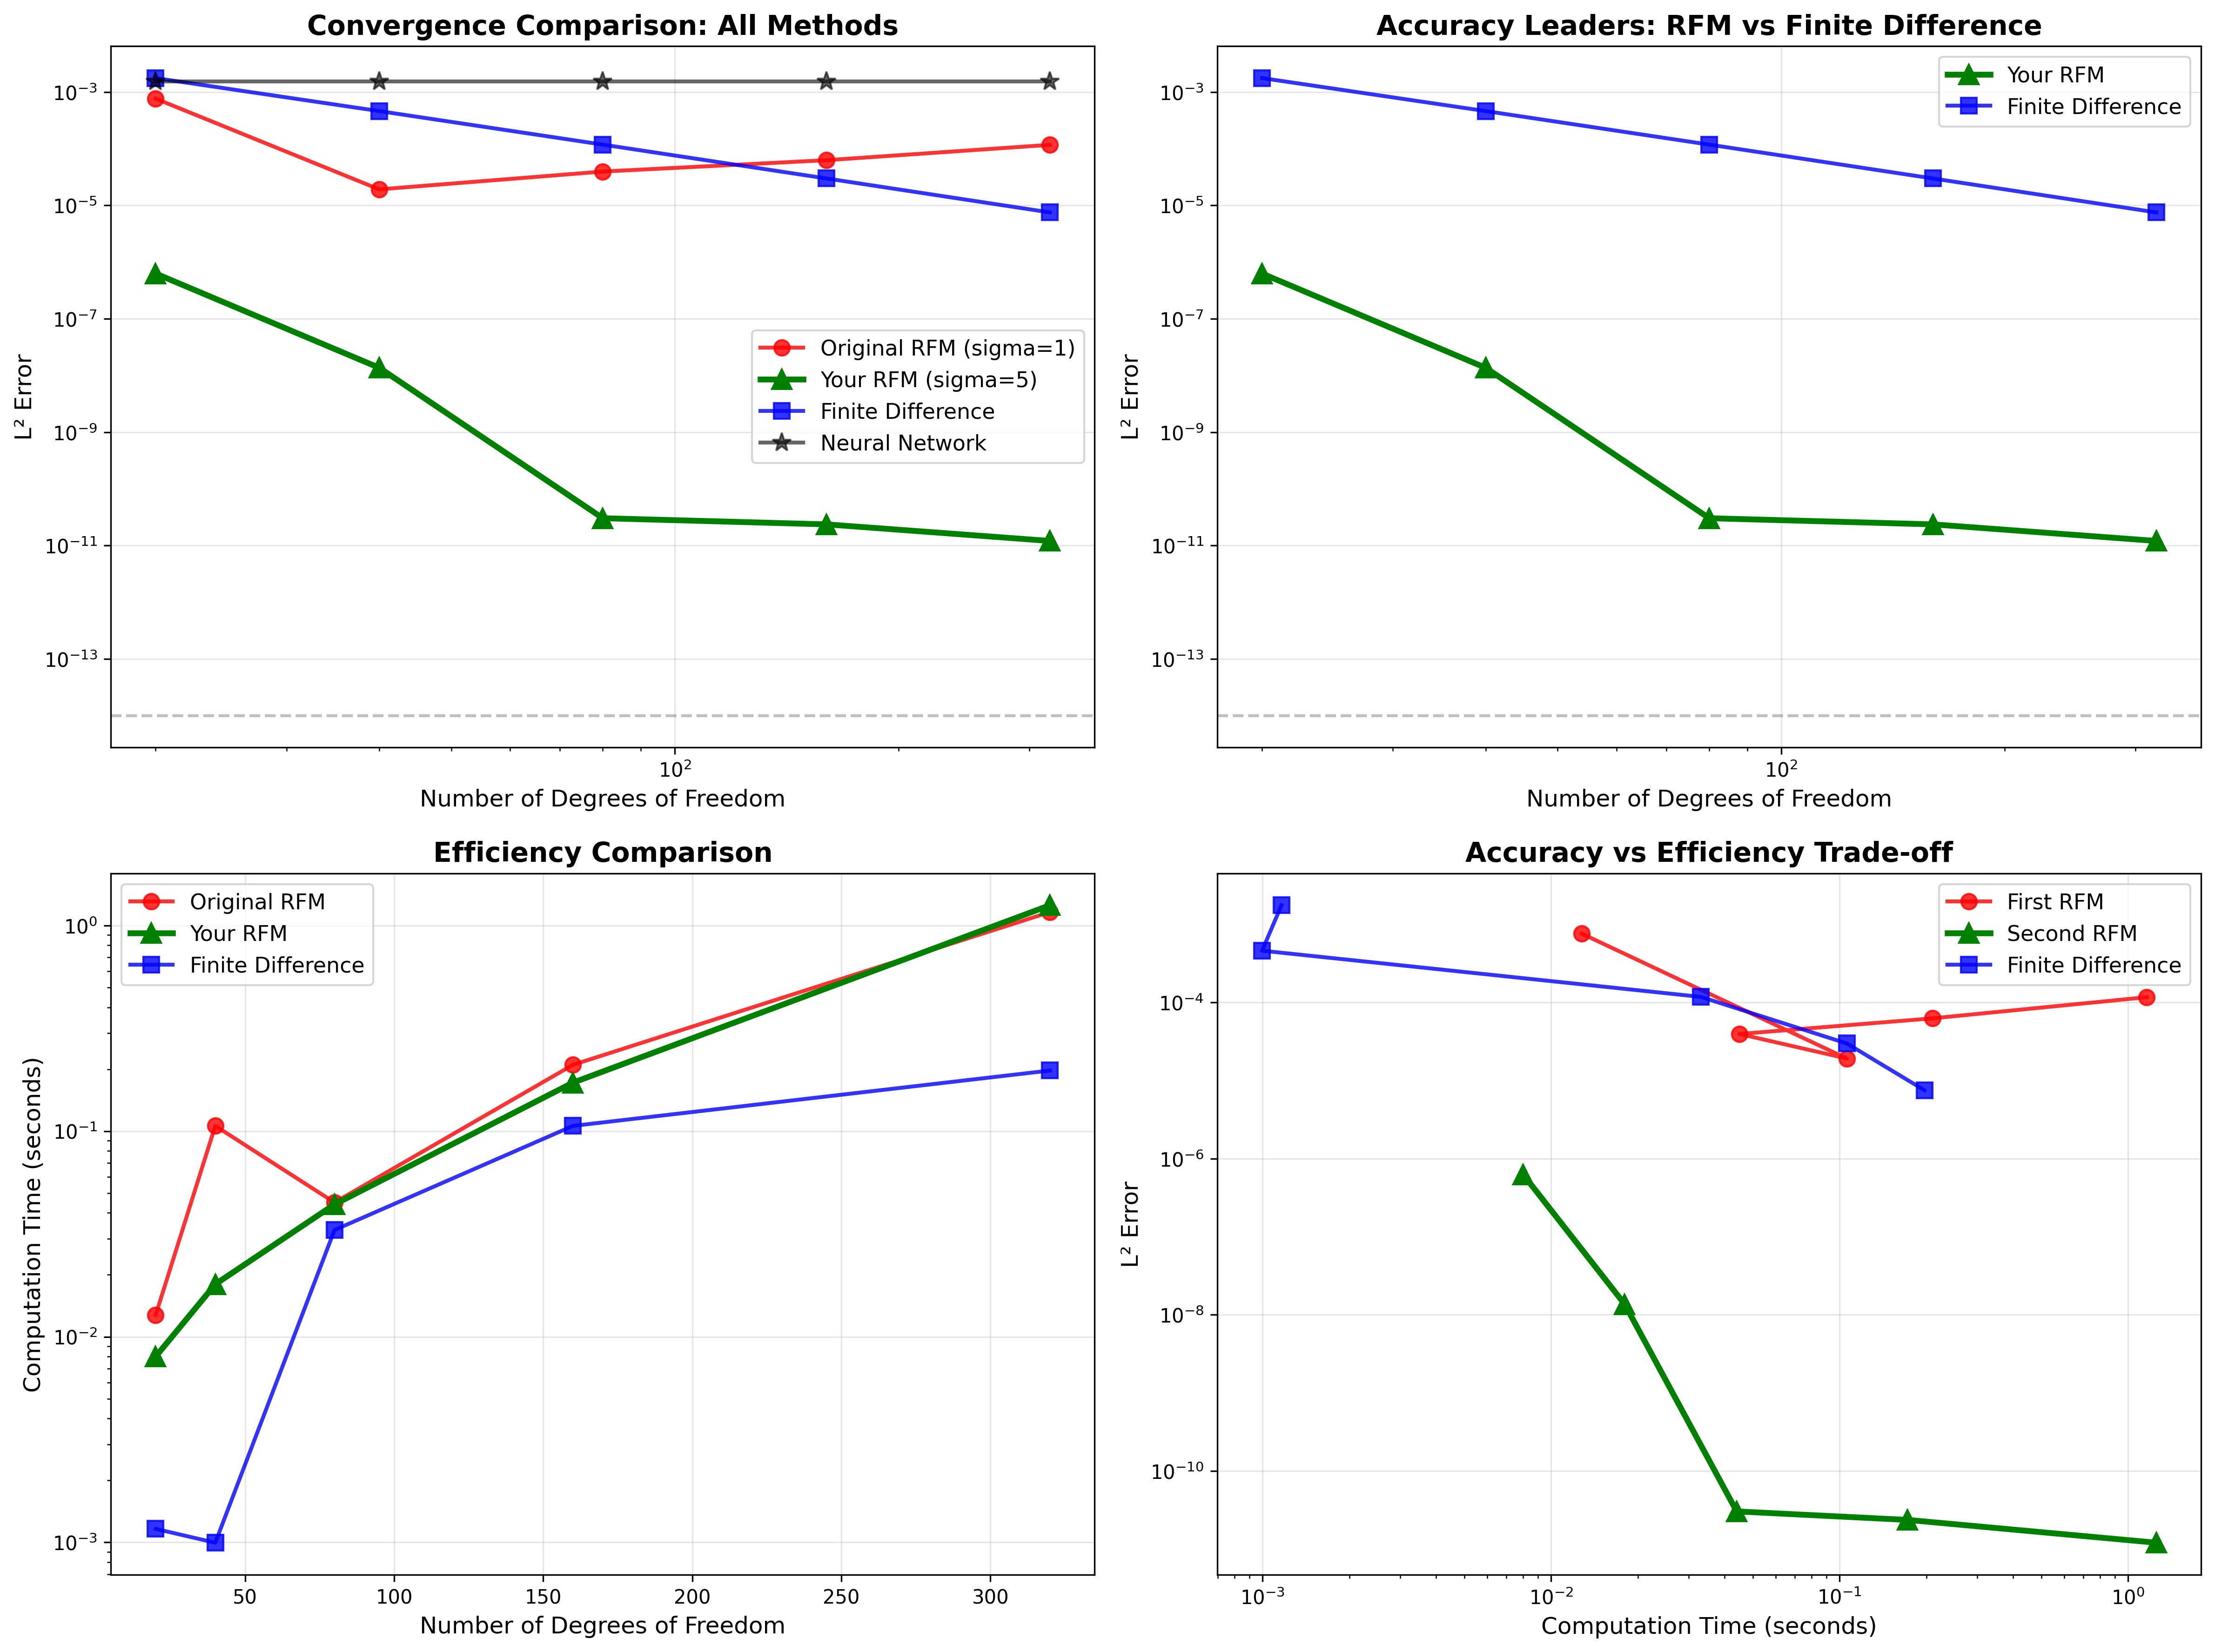 Convergence Comparison: All Methods
10⁻³
10⁻⁵
10⁻⁷
10⁻⁹
10⁻¹¹
10⁻¹³
L² Error
Original RFM (sigma=1)
Your RFM (sigma=5)
Finite Difference
Neural Network
10²
Number of Degrees of Freedom
Accuracy Leaders: RFM vs Finite Difference
10⁻³
10⁻⁵
10⁻⁷
10⁻⁹
10⁻¹¹
10⁻¹³
L² Error
Your RFM
Finite Difference
10²
Number of Degrees of Freedom
Efficiency Comparison
10⁰
10⁻¹
10⁻²
10⁻³
Computation Time (seconds)
Original RFM
Your RFM
Finite Difference
50 100 150 200 250 300
Number of Degrees of Freedom
Accuracy vs Efficiency Trade-off
10⁻⁴
10⁻⁶
10⁻⁸
10⁻¹⁰
L² Error
First RFM
Second RFM
Finite Difference
10⁻³ 10⁻² 10⁻¹ 10⁰
Computation Time (seconds)